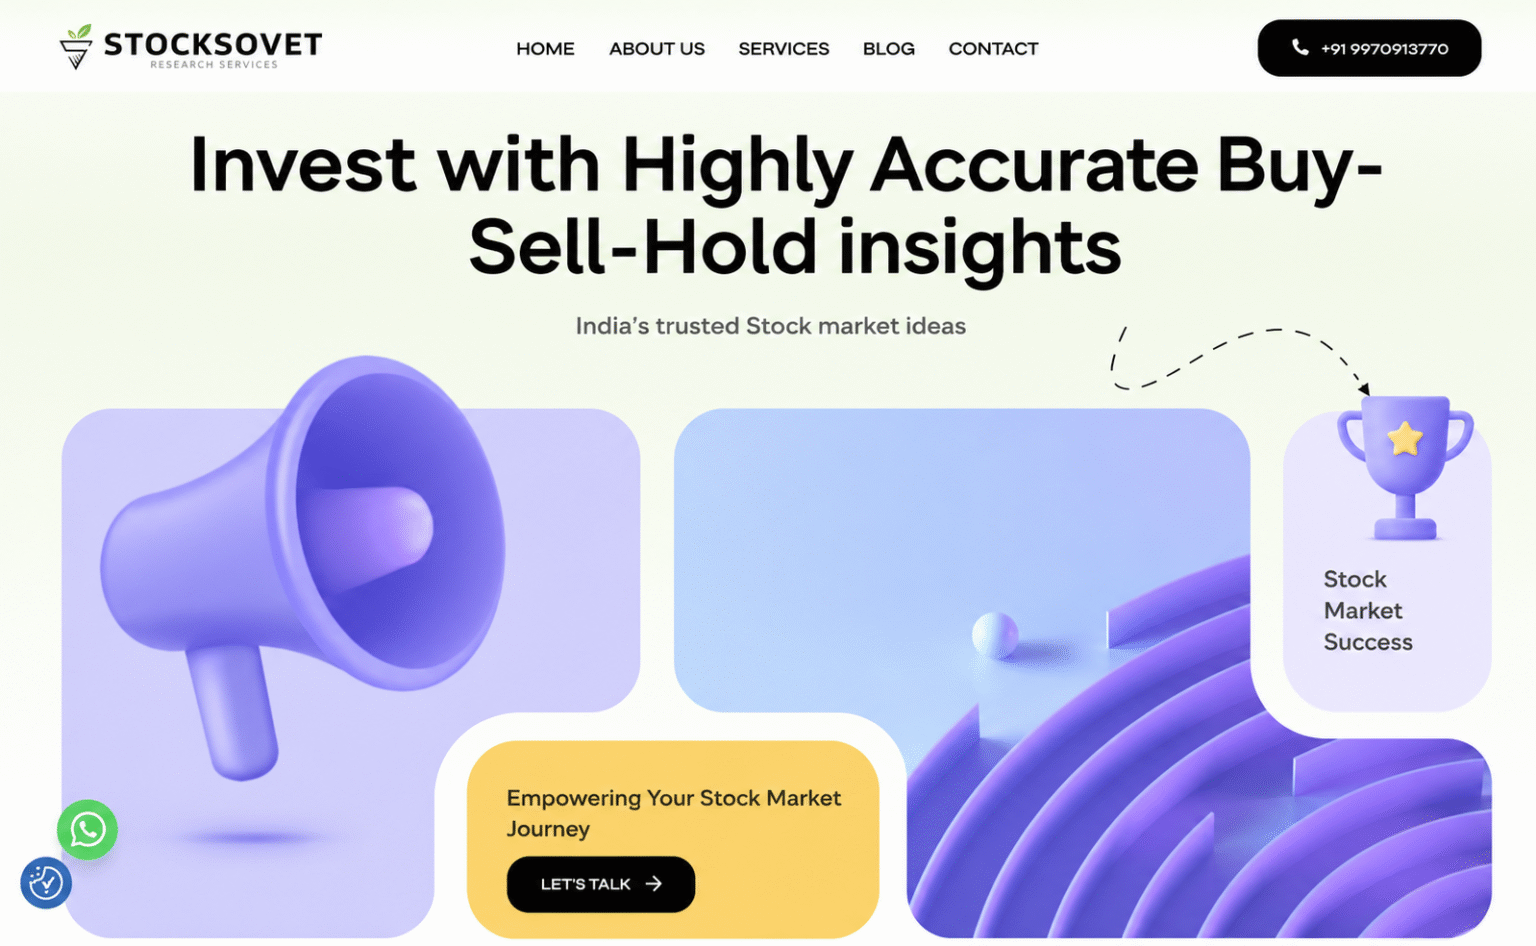 STOCKSOVET
RESEARCH SERVICES
HOME
ABOUT US
SERVICES
BLOG
CONTACT
+91 9970913770
Invest with Highly Accurate Buy-
Sell-Hold insights
India's trusted Stock market ideas
Stock
Market
Success
Empowering Your Stock Market
Journey
LET'S TALK